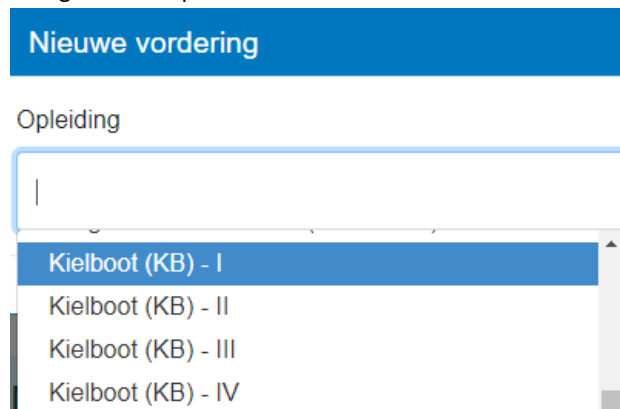 Nieuwe vordering
Opleiding
Kielboot (KB) - I
Kielboot (KB) - II
Kielboot (KB) - III
Kielboot (KB) - IV